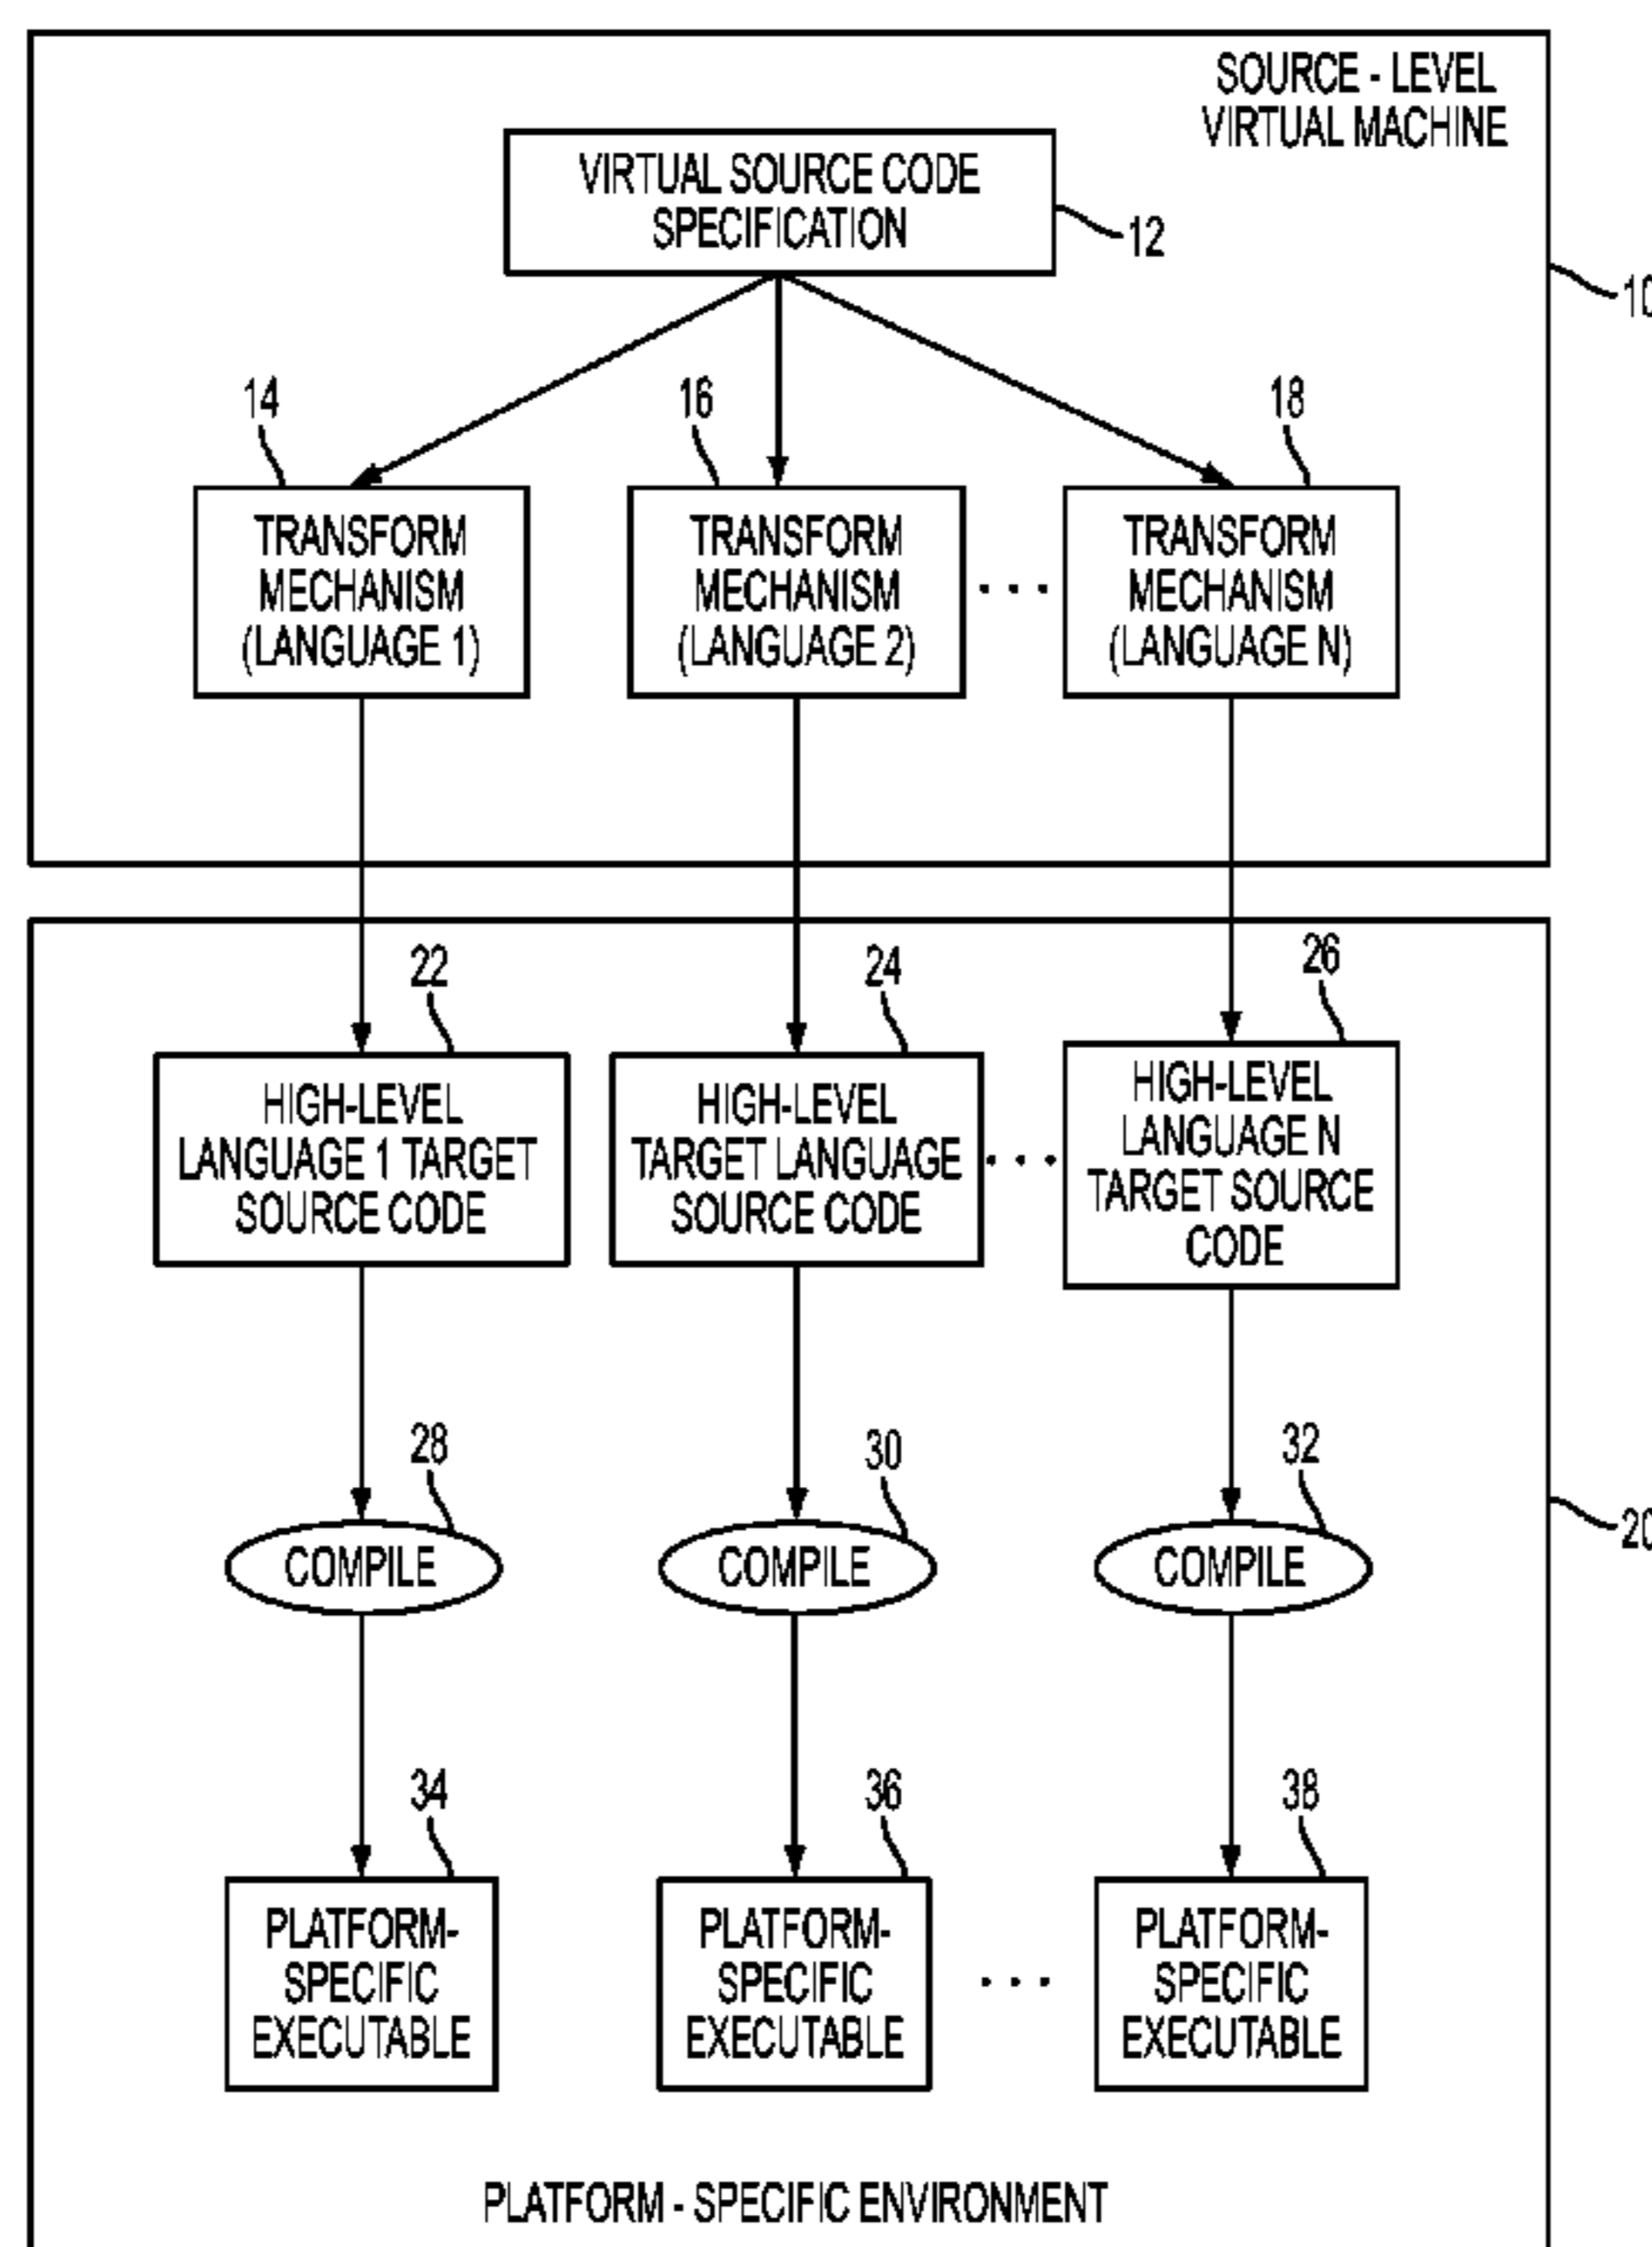 SOURCE - LEVEL
VIRTUAL MACHINE
VIRTUAL SOURCE CODE
SPECIFICATION
12
10
14
16
18
TRANSFORM
MECHANISM
(LANGUAGE 1)
TRANSFORM
MECHANISM
(LANGUAGE 2)
. . .
TRANSFORM
MECHANISM
(LANGUAGE N)
22
24
26
HIGH-LEVEL
LANGUAGE 1 TARGET
SOURCE CODE
HIGH-LEVEL
TARGET LANGUAGE
SOURCE CODE
. . .
HIGH-LEVEL
LANGUAGE N
TARGET SOURCE
CODE
28
30
32
COMPILE
COMPILE
COMPILE
20
34
36
38
PLATFORM-
SPECIFIC
EXECUTABLE
PLATFORM-
SPECIFIC
EXECUTABLE
. . .
PLATFORM-
SPECIFIC
EXECUTABLE
PLATFORM - SPECIFIC ENVIRONMENT